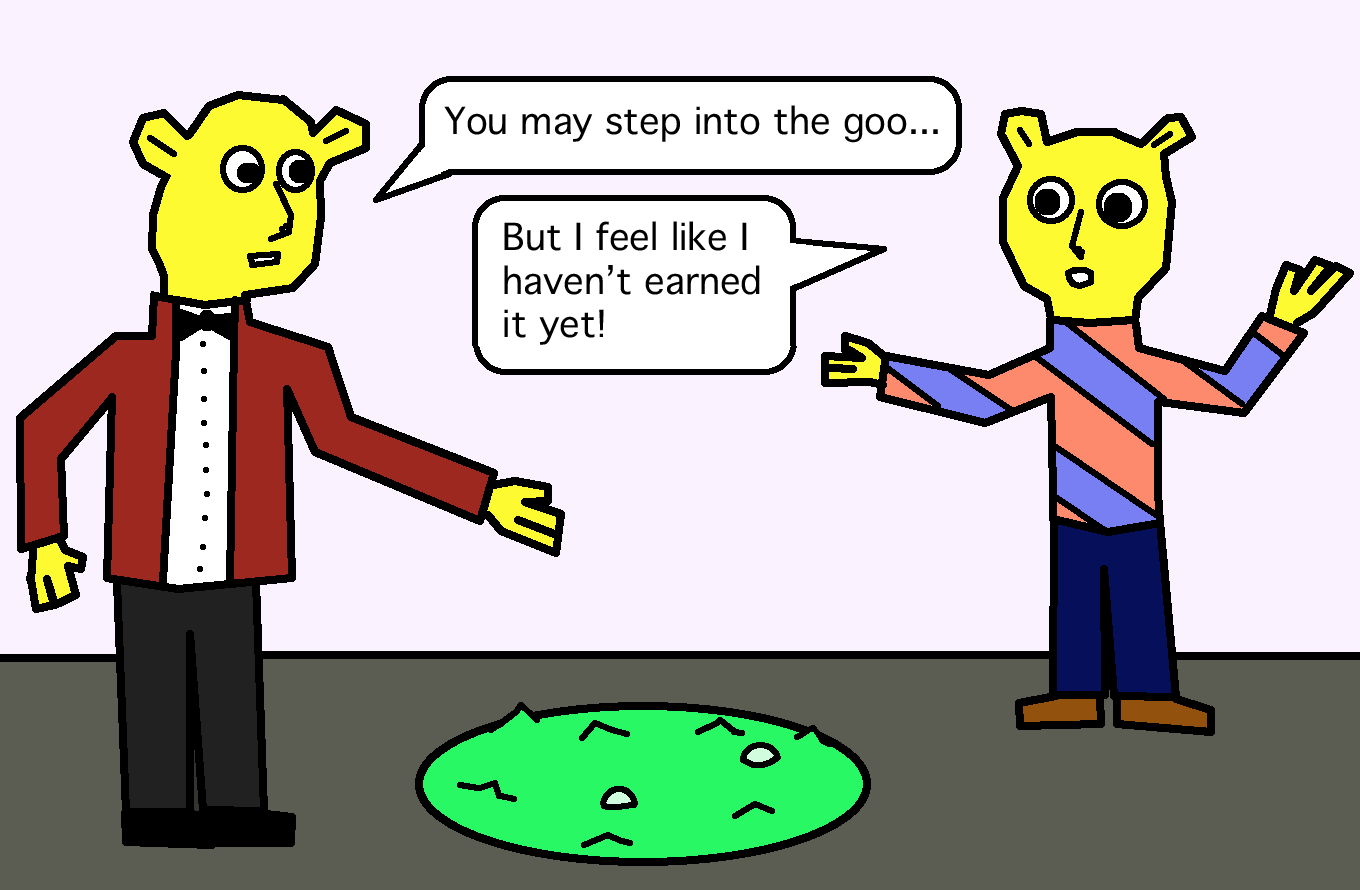 You may step into the goo...
But I feel like I
haven’t earned
it yet!